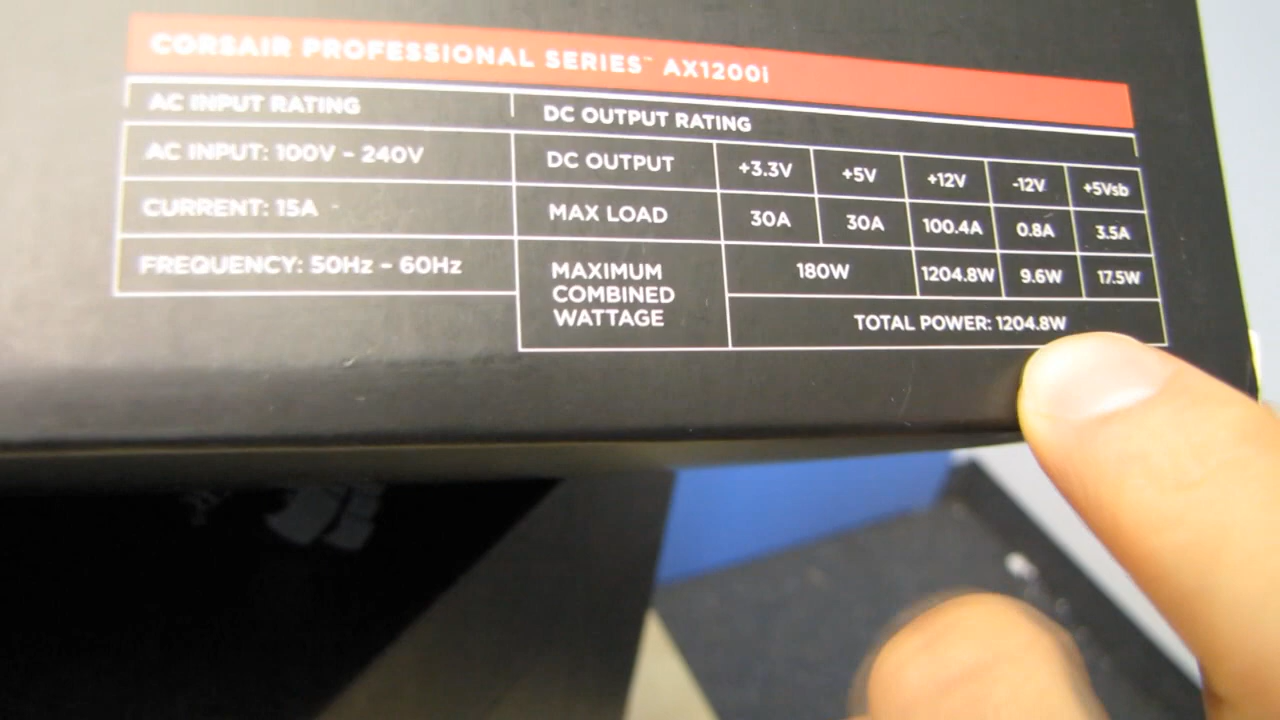 CORSAIR PROFESSIONAL SERIES™ AX1200i
AC INPUT RATING
AC INPUT: 100V – 240V
CURRENT: 15A
FREQUENCY: 50Hz – 60Hz
DC OUTPUT RATING
DC OUTPUT +3.3V +5V +12V -12V +5Vsb
MAX LOAD 30A 30A 100.4A 0.8A 3.5A
MAXIMUM
COMBINED
WATTAGE
180W 1204.8W 9.6W 17.5W
TOTAL POWER: 1204.8W